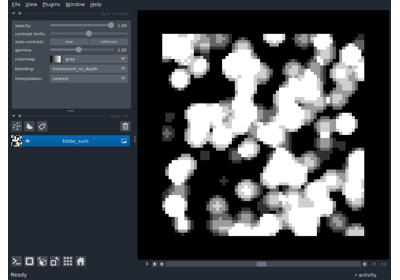 File View Plugins Window Help
opacity: 1.00
contrast limits:
auto-contrast: once continuous
gamma: 1.00
colormap: gray
blending: translucent_no_depth
interpolation: nearest
blobs_sum
Ready
activity